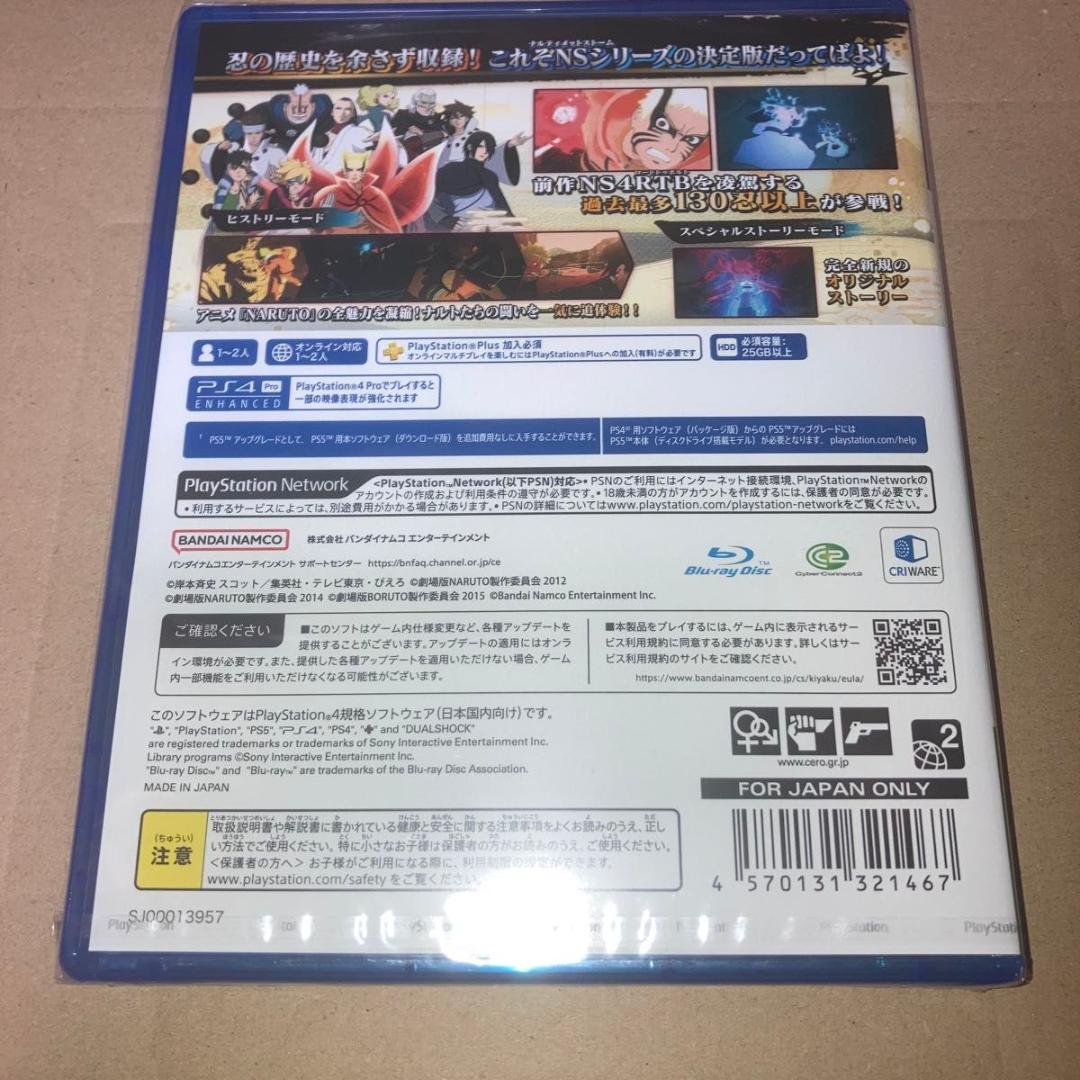 ナルティメットストーム
忍の歴史を余さず収録! これぞNSシリーズの決定版だってばよ!
ロードトゥボルト
前作NS4RTBを凌駕する
過去最多130忍以上が参戦!
ヒストリーモード
スペシャルストーリーモード
完全新規の
オリジナル
ストーリー
アニメ『NARUTO』の全魅力を凝縮!ナルトたちの闘いを一気に追体験!!
1~2人
オンライン対応
1~2人
PlayStation®Plus 加入必須
オンラインマルチプレイを楽しむにはPlayStation®Plusへの加入(有料)が必要です
HDD
必須容量:
25GB以上
PS4 Pro
ENHANCED
PlayStation®4 Proでプレイすると
一部の映像表現が強化されます
PS5™ アップグレードとして、PS5™ 用本ソフトウェア(ダウンロード版)を追加費用なしに入手することができます。
PS4® 用ソフトウェア(パッケージ版)からの PS5™アップグレードには
PS5™本体(ディスクドライブ搭載モデル)が必要となります。playstation.com/help
PlayStation Network
<PlayStation™Network(以下PSN)対応>• PSNのご利用にはインターネット接続環境、PlayStation™Networkの
アカウントの作成および利用条件の遵守が必要です。• 18歳未満の方がアカウントを作成するには、保護者の同意が必要です。
• 利用するサービスによっては、別途費用がかかる場合があります。• PSNの詳細についてはwww.playstation.com/playstation-networkをご覧ください。
BANDAI NAMCO
株式会社 バンダイナムコ エンターテインメント
バンダイナムコエンターテインメント サポートセンター https://bnfaq.channel.or.jp/ce
©岸本斉史 スコット/集英社・テレビ東京・ぴえろ ©劇場版NARUTO製作委員会 2012
©劇場版NARUTO製作委員会 2014 ©劇場版BORUTO製作委員会 2015 ©Bandai Namco Entertainment Inc.
Blu-ray Disc™
CyberConnect2
CRIWARE™
ご確認ください
■このソフトはゲーム内仕様変更など、各種アップデートを
提供することがございます。アップデートの適用にはオンラ
イン環境が必要です。また、提供した各種アップデートを適用いただけない場合、ゲーム
内一部機能をご利用いただけなくなる可能性がございます。
■本製品をプレイするには、ゲーム内に表示されるサー
ビス利用規約に同意する必要があります。詳しくはサー
ビス利用規約のサイトをご確認ください。
https://www.bandainamcoent.co.jp/cs/kiyaku/eula/
このソフトウェアはPlayStation®4規格ソフトウェア(日本国内向け)です。
"PlayStation", "PS5", "PS4", "PS4", and "DUALSHOCK"
are registered trademarks or trademarks of Sony Interactive Entertainment Inc.
Library programs ©Sony Interactive Entertainment Inc.
"Blu-ray Disc™" and "Blu-ray™" are trademarks of the Blu-ray Disc Association.
MADE IN JAPAN
www.cero.gr.jp
2
FOR JAPAN ONLY
(ちゅうい)
注意
取扱説明書や解説書に書かれている健康と安全に関する注意事項をよくお読みのうえ、正し
い方法でご使用ください。特に小さなお子様は保護者の方がお読みのうえ、ご使用ください。
<保護者の方へ> お子様がご利用になる際に、利用制限の設定ができます。
www.playstation.com/safety をご覧ください。
4 570131 321467
SJ00013957
PlayStation